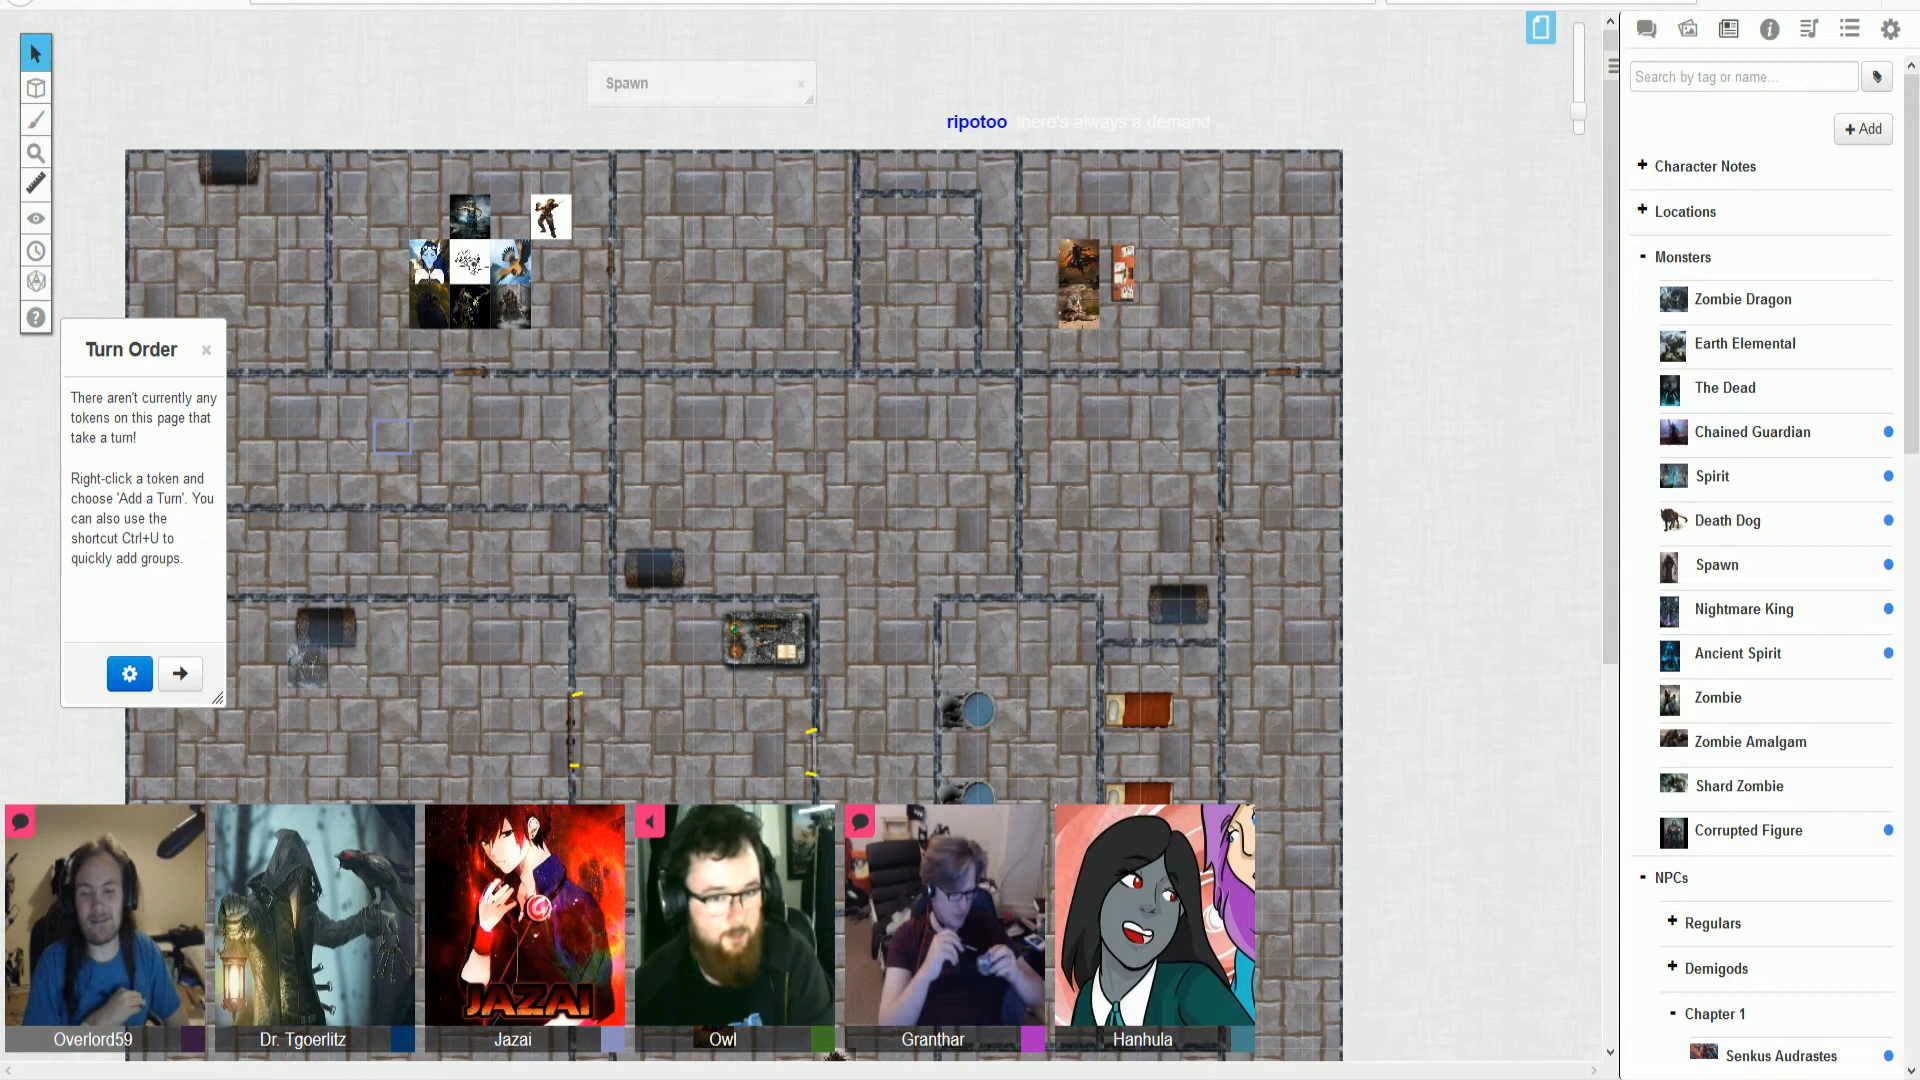 Spawn
ripotoo there's always a demand
Turn Order
There aren't currently any
tokens on this page that
take a turn!
Right-click a token and
choose 'Add a Turn'. You
can also use the
shortcut Ctrl+U to
quickly add groups.
JAZAI
Overlord59
Dr. Tgoerlitz
Jazai
Owl
Granthar
Hanhula
Search by tag or name...
+ Add
Character Notes
Locations
Monsters
Zombie Dragon
Earth Elemental
The Dead
Chained Guardian
Spirit
Death Dog
Spawn
Nightmare King
Ancient Spirit
Zombie
Zombie Amalgam
Shard Zombie
Corrupted Figure
NPCs
Regulars
Demigods
Chapter 1
Senkus Audrastes